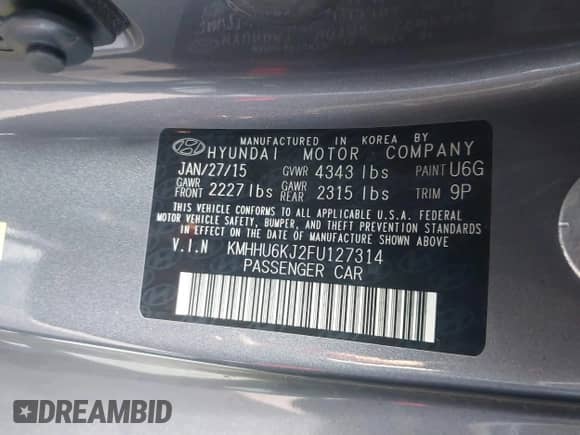 MANUFACTURED IN KOREA BY
HYUNDAI MOTOR COMPANY
JAN/27/15 GVWR 4343 lbs PAINT U6G
GAWR FRONT 2227 lbs GAWR REAR 2315 lbs TRIM 9P
THIS VEHICLE CONFORMS TO ALL APPLICABLE U.S.A. FEDERAL
MOTOR VEHICLE SAFETY, BUMPER, AND THEFT PREVENTION STANDARDS
IN EFFECT ON THE DATE OF MANUFACTURE SHOWN ABOVE.
V.I.N KMHHU6KJ2FU127314
PASSENGER CAR
DREAMBID